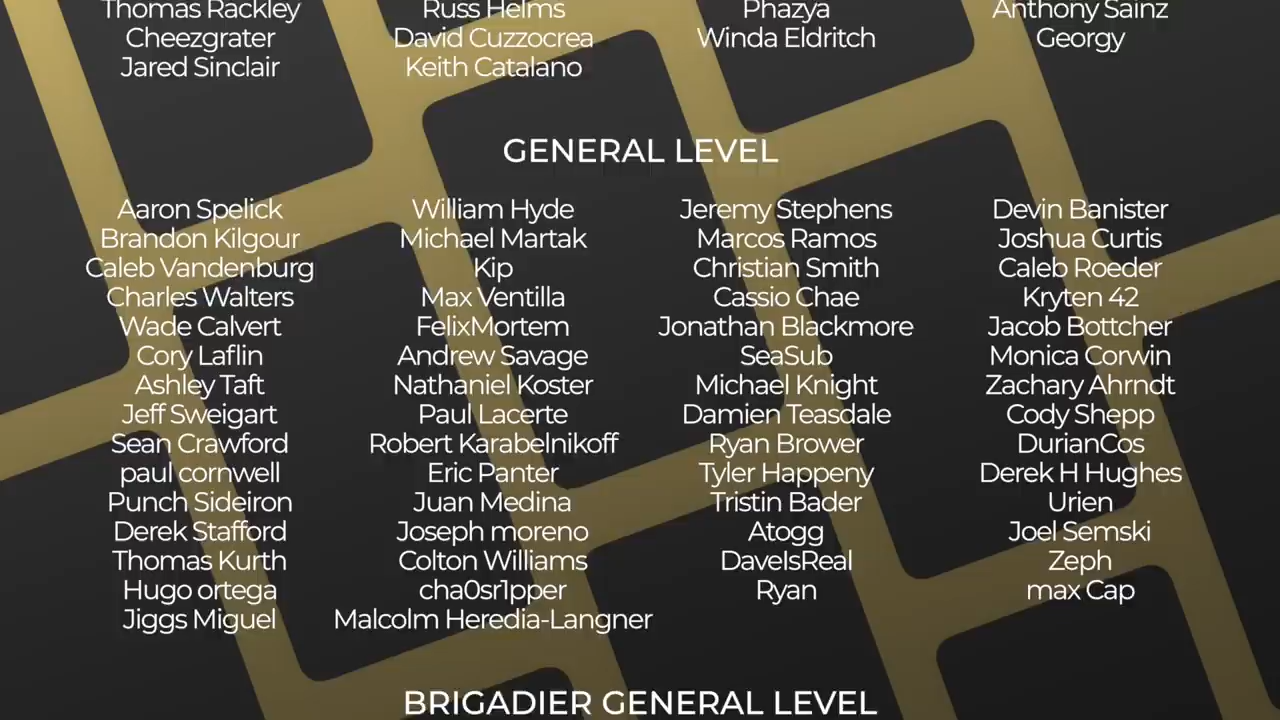 Thomas Rackley Russ Helms Phazya Anthony Sainz
Cheezgrater David Cuzzocrea Winda Eldritch Georgy
Jared Sinclair Keith Catalano
GENERAL LEVEL
Aaron Spelick William Hyde Jeremy Stephens Devin Banister
Brandon Kilgour Michael Martak Marcos Ramos Joshua Curtis
Caleb Vandenburg Kip Christian Smith Caleb Roeder
Charles Walters Max Ventilla Cassio Chae Kryten 42
Wade Calvert FelixMortem Jonathan Blackmore Jacob Bottcher
Cory Laflin Andrew Savage SeaSub Monica Corwin
Ashley Taft Nathaniel Koster Michael Knight Zachary Ahrndt
Jeff Sweigart Paul Lacerte Damien Teasdale Cody Shepp
Sean Crawford Robert Karabelnikoff Ryan Brower DurianCos
paul cornwell Eric Panter Tyler Happeny Derek H Hughes
Punch Sideiron Juan Medina Tristin Bader Urien
Derek Stafford Joseph moreno Atogg Joel Semski
Thomas Kurth Colton Williams DaveIsReal Zeph
Hugo ortega cha0sr1pper Ryan max Cap
Jiggs Miguel Malcolm Heredia-Langner
BRIGADIER GENERAL LEVEL